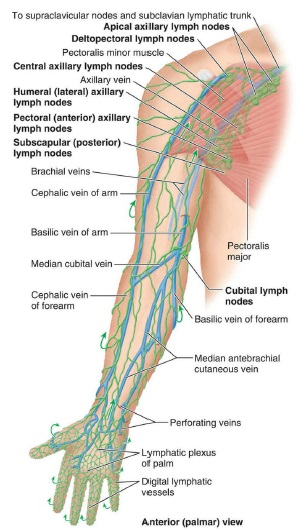 To supraclavicular nodes and subclavian lymphatic trunk
Apical axillary lymph nodes
Deltopectoral lymph nodes
Pectoralis minor muscle
Central axillary lymph nodes
Axillary vein
Humeral (lateral) axillary
lymph nodes
Pectoral (anterior) axillary
lymph nodes
Subscapular (posterior)
lymph nodes
Brachial veins
Cephalic vein of arm
Basilic vein of arm
Pectoralis
major
Median cubital vein
Cubital lymph
nodes
Cephalic vein
of forearm
Basilic vein of forearm
Median antebrachial
cutaneous vein
Perforating veins
Lymphatic plexus
of palm
Digital lymphatic
vessels
Anterior (palmar) view